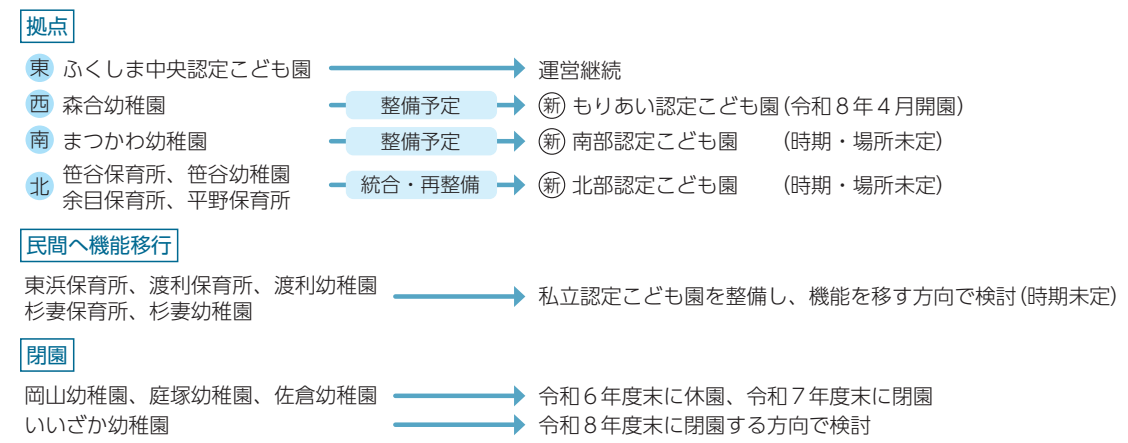 拠点
東 ふくしま中央認定こども園 運営継続
西 森合幼稚園 整備予定 新 もりあい認定こども園(令和8年4月開園)
南 まつかわ幼稚園 整備予定 新 南部認定こども園 (時期・場所未定)
北 笹谷保育所、笹谷幼稚園 統合・再整備 新 北部認定こども園 (時期・場所未定)
余目保育所、平野保育所
民間へ機能移行
東浜保育所、渡利保育所、渡利幼稚園
杉妻保育所、杉妻幼稚園
私立認定こども園を整備し、機能を移す方向で検討(時期未定)
閉園
岡山幼稚園、庭塚幼稚園、佐倉幼稚園 令和6年度末に休園、令和7年度末に閉園
いいざか幼稚園 令和8年度末に閉園する方向で検討